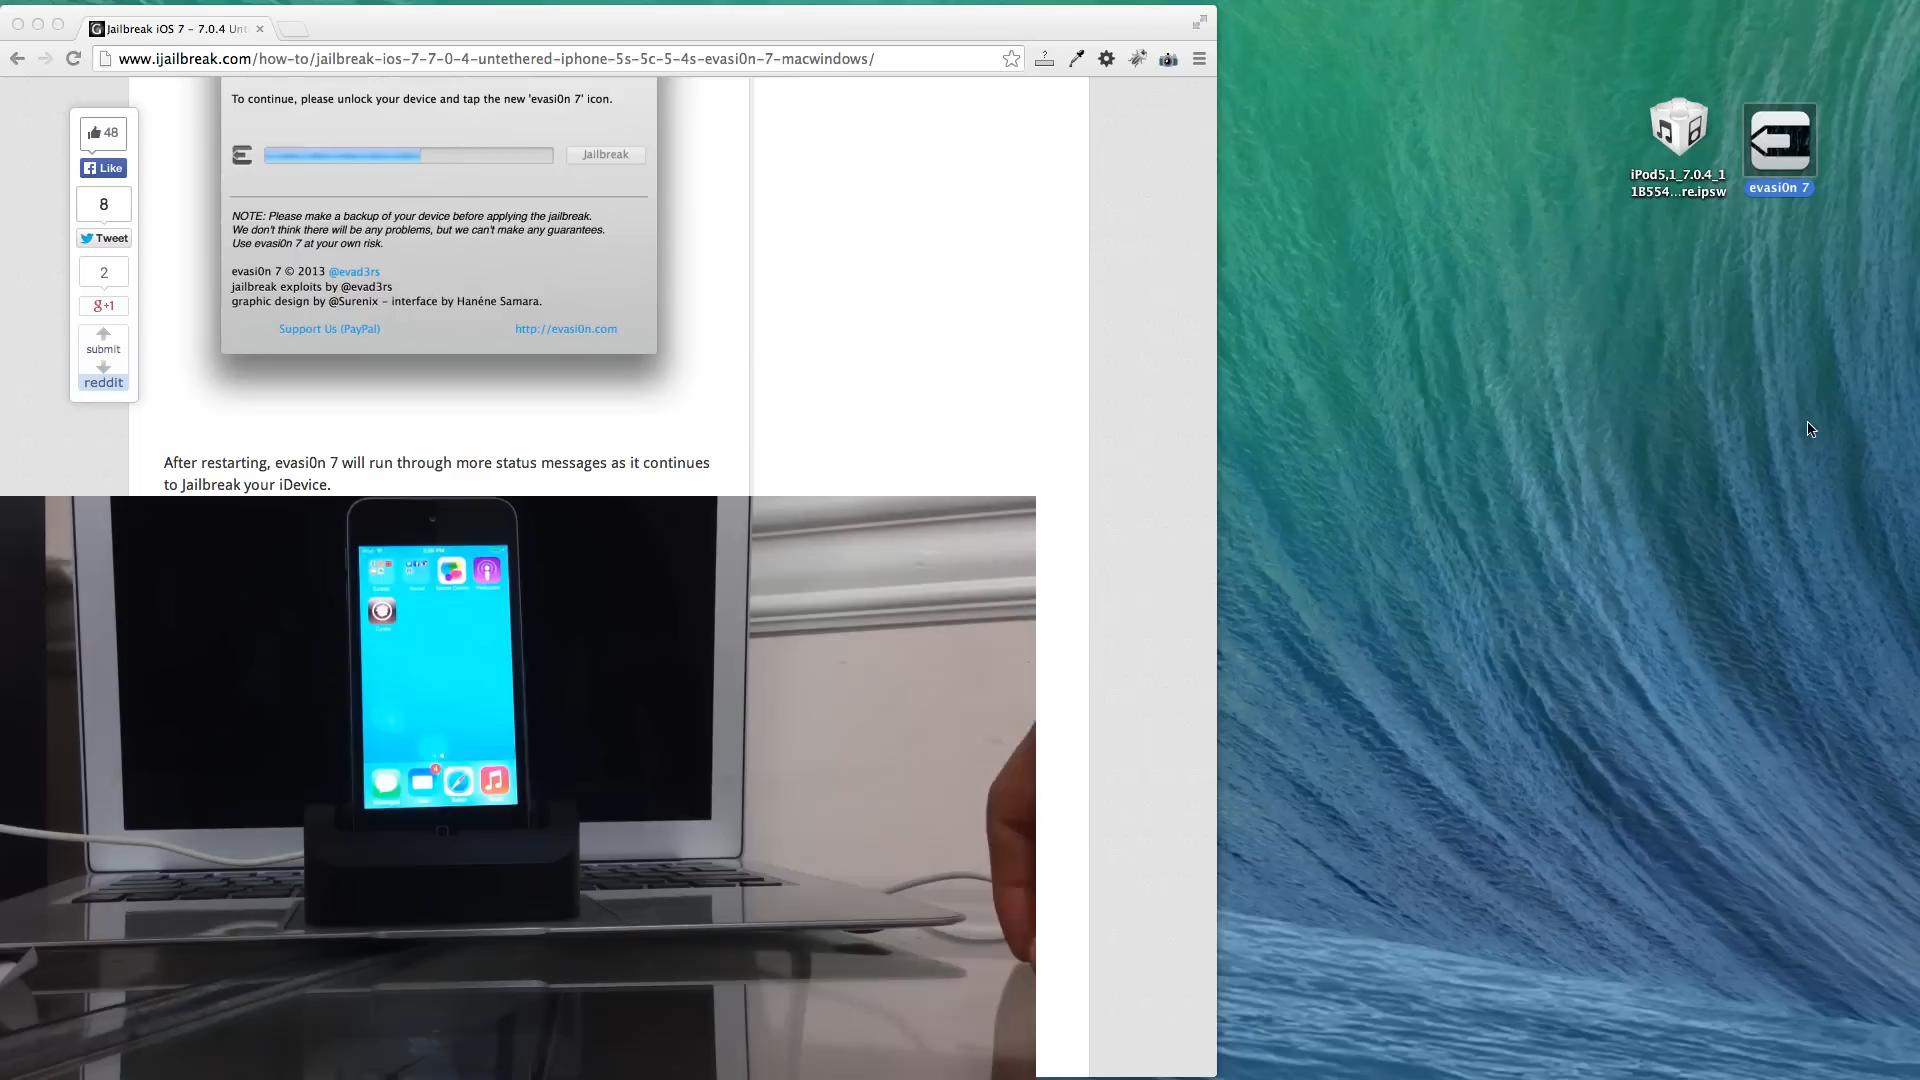 Jailbreak iOS 7 – 7.0.4 Unt
www.ijailbreak.com/how-to/jailbreak-ios-7-7-0-4-untethered-iphone-5s-5c-5-4s-evasi0n-7-macwindows/
To continue, please unlock your device and tap the new 'evasi0n 7' icon.
Jailbreak
NOTE: Please make a backup of your device before applying the jailbreak.
We don't think there will be any problems, but we can't make any guarantees.
Use evasi0n 7 at your own risk.
evasi0n 7 © 2013 @evad3rs
jailbreak exploits by @evad3rs
graphic design by @Surenix – interface by Hanéne Samara.
Support Us (PayPal)
http://evasi0n.com
48
Like
8
Tweet
2
g+1
submit
reddit
After restarting, evasi0n 7 will run through more status messages as it continues
to Jailbreak your iDevice.
4
iPod5,1_7.0.4_1
1B554...re.ipsw
evasi0n 7